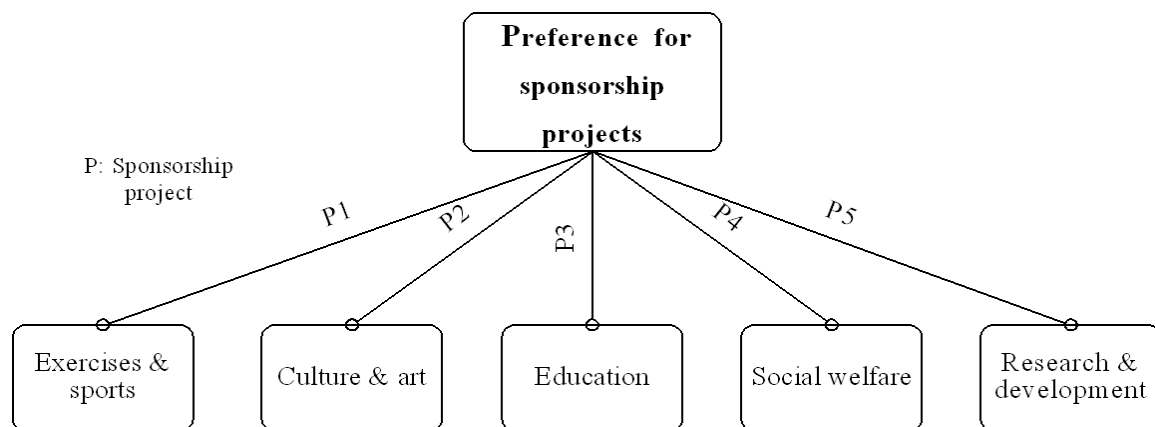 Preference for
sponsorship
projects
P: Sponsorship
project
P1
P2
P3
P4
P5
Exercises &
sports
Culture & art
Education
Social welfare
Research &
development